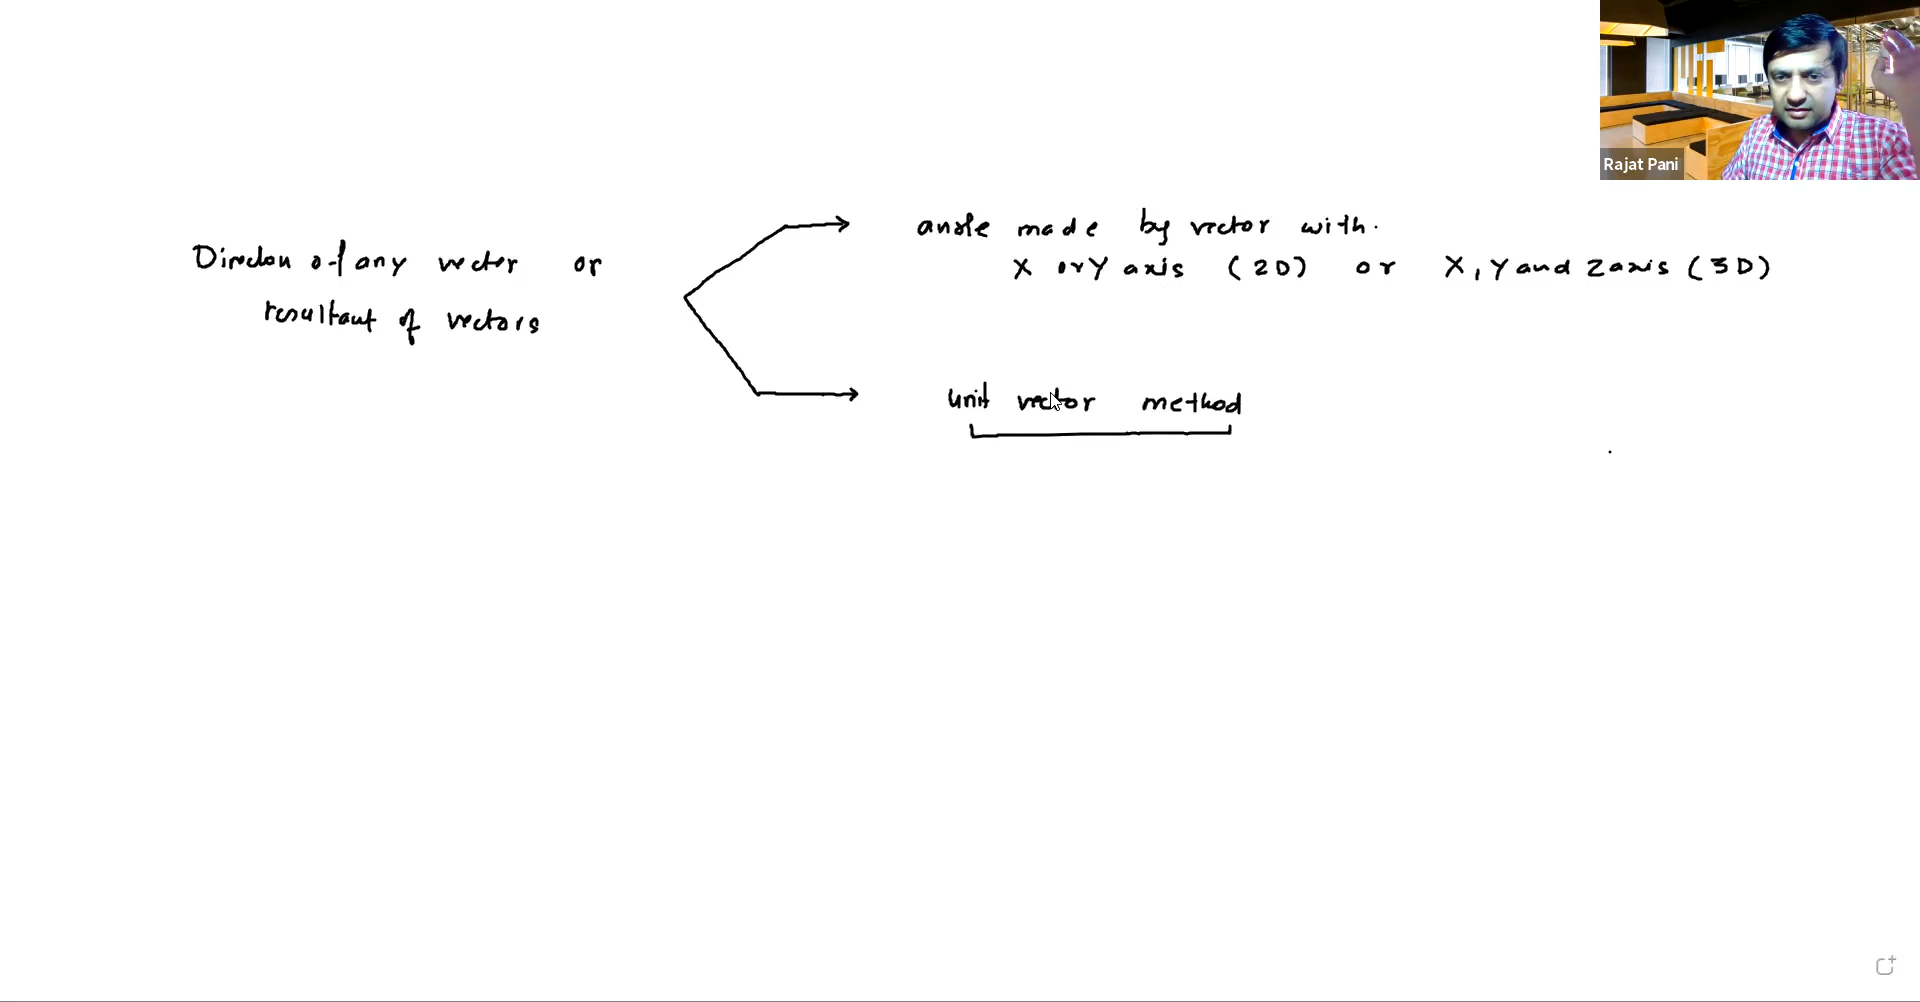 Rajat Pani
Direction of any vector or
resultant of vectors
angle made by vector with.
X or Y axis (2D) or X, Y and Z axis (3D)
unit vector method